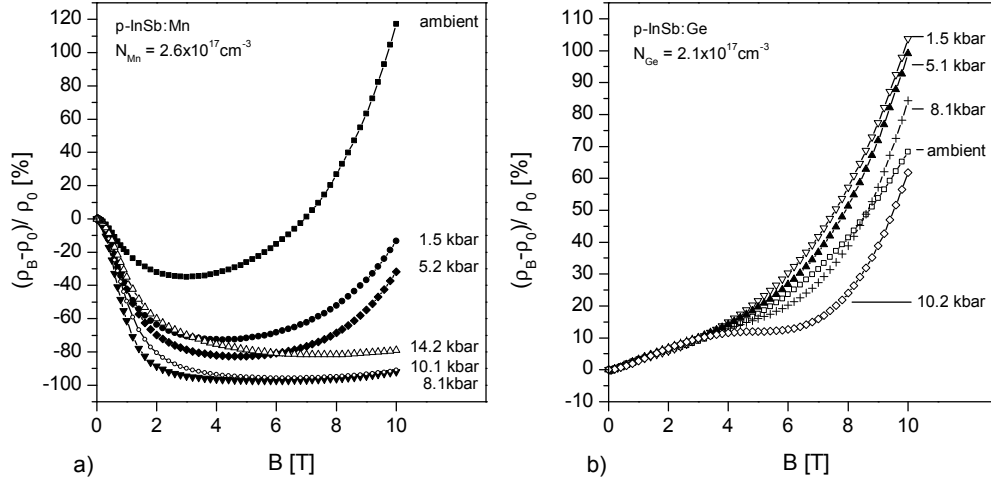 p-InSb:Mn
N_Mn = 2.6x10^17cm^-3
ambient
1.5 kbar
5.2 kbar
14.2 kbar
10.1 kbar
8.1kbar
120
100
80
60
40
20
0
-20
-40
-60
-80
-100
(ρ_B-ρ_0)/ ρ_0 [%]
0 2 4 6 8 10
B [T]
a)
p-InSb:Ge
N_Ge = 2.1x10^17cm^-3
1.5 kbar
5.1 kbar
8.1kbar
ambient
10.2 kbar
110
100
90
80
70
60
50
40
30
20
10
0
-10
(ρ_B-ρ_0)/ ρ_0 [%]
0 2 4 6 8 10
B [T]
b)